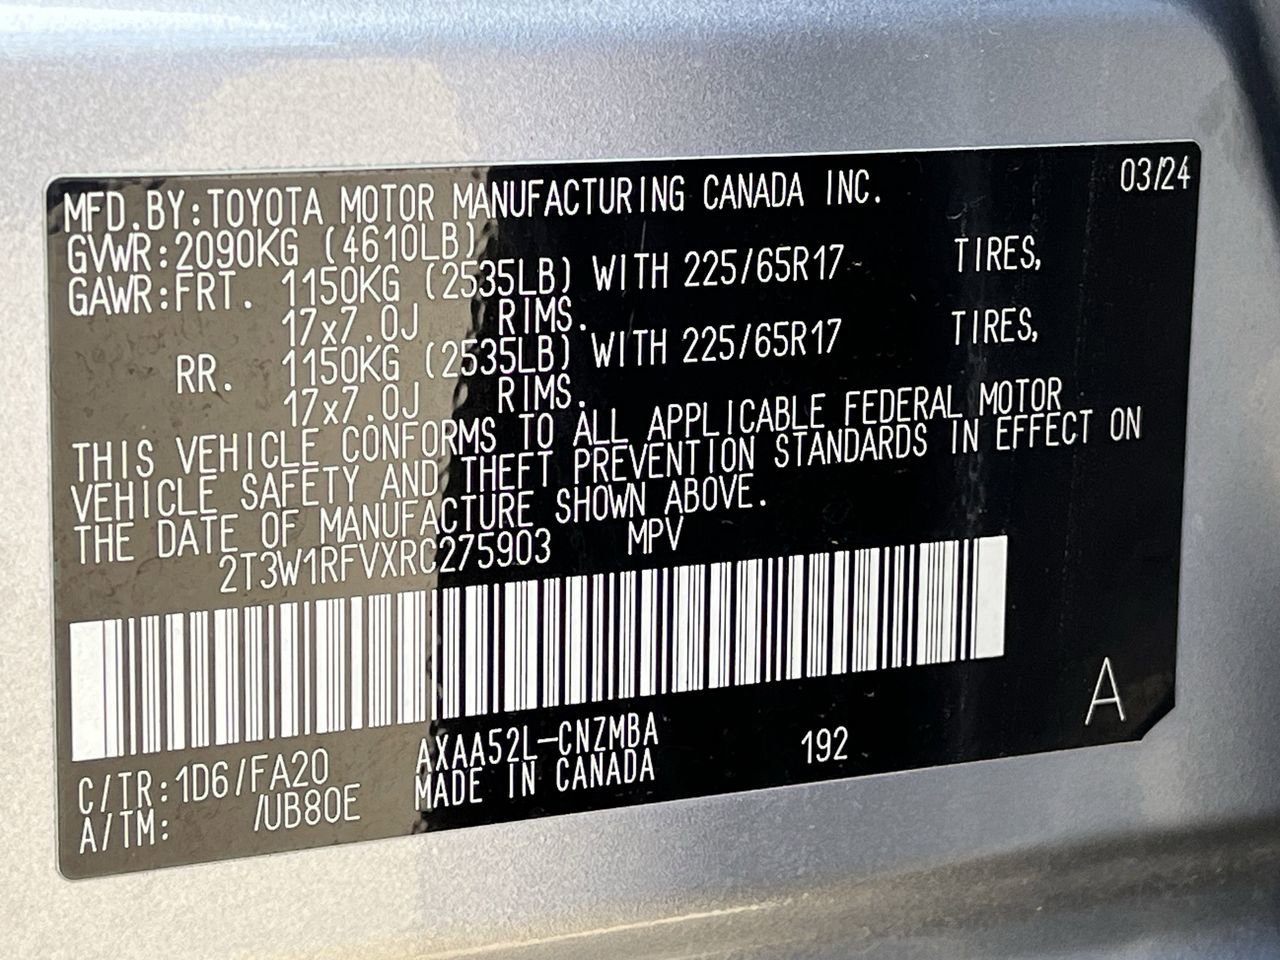 MFD.BY:TOYOTA MOTOR MANUFACTURING CANADA INC. 03/24
GVWR:2090KG (4610LB)
GAWR:FRT. 1150KG (2535LB) WITH 225/65R17 TIRES,
17x7.0J RIMS.
RR. 1150KG (2535LB) WITH 225/65R17 TIRES,
17x7.0J RIMS.
THIS VEHICLE CONFORMS TO ALL APPLICABLE FEDERAL MOTOR
VEHICLE SAFETY AND THEFT PREVENTION STANDARDS IN EFFECT ON
THE DATE OF MANUFACTURE SHOWN ABOVE.
2T3W1RFVXRC275903 MPV
A
C/TR:1D6/FA20 AXAA52L-CNZMBA 192
A/TM: /UB80E MADE IN CANADA